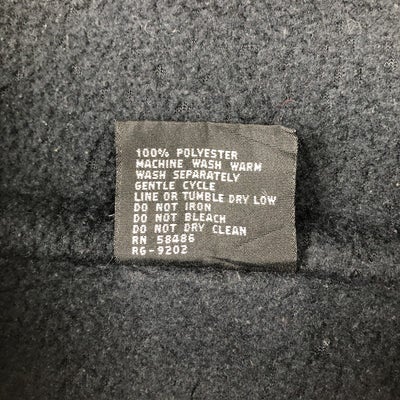 100% POLYESTER
MACHINE WASH WARM
WASH SEPARATELY
GENTLE CYCLE
LINE OR TUMBLE DRY LOW
DO NOT IRON
DO NOT BLEACH
DO NOT DRY CLEAN
RN 58486
RG-9202